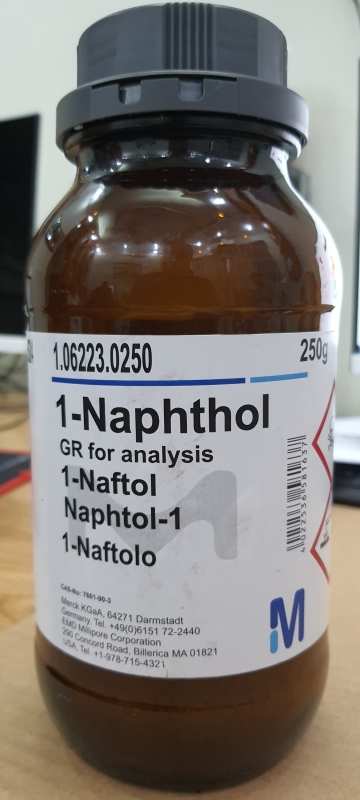 1.06223.0250
250g
1-Naphthol
GR for analysis
1-Naftol
Naphtol-1
1-Naftolo
CAS-No: 7601-90-3
Merck KGaA, 64271 Darmstadt
Germany, Tel. +49(0)6151 72-2440
EMD Millipore Corporation
290 Concord Road, Billerica MA 01821
USA, Tel. +1-978-715-4321
4022536581637
M